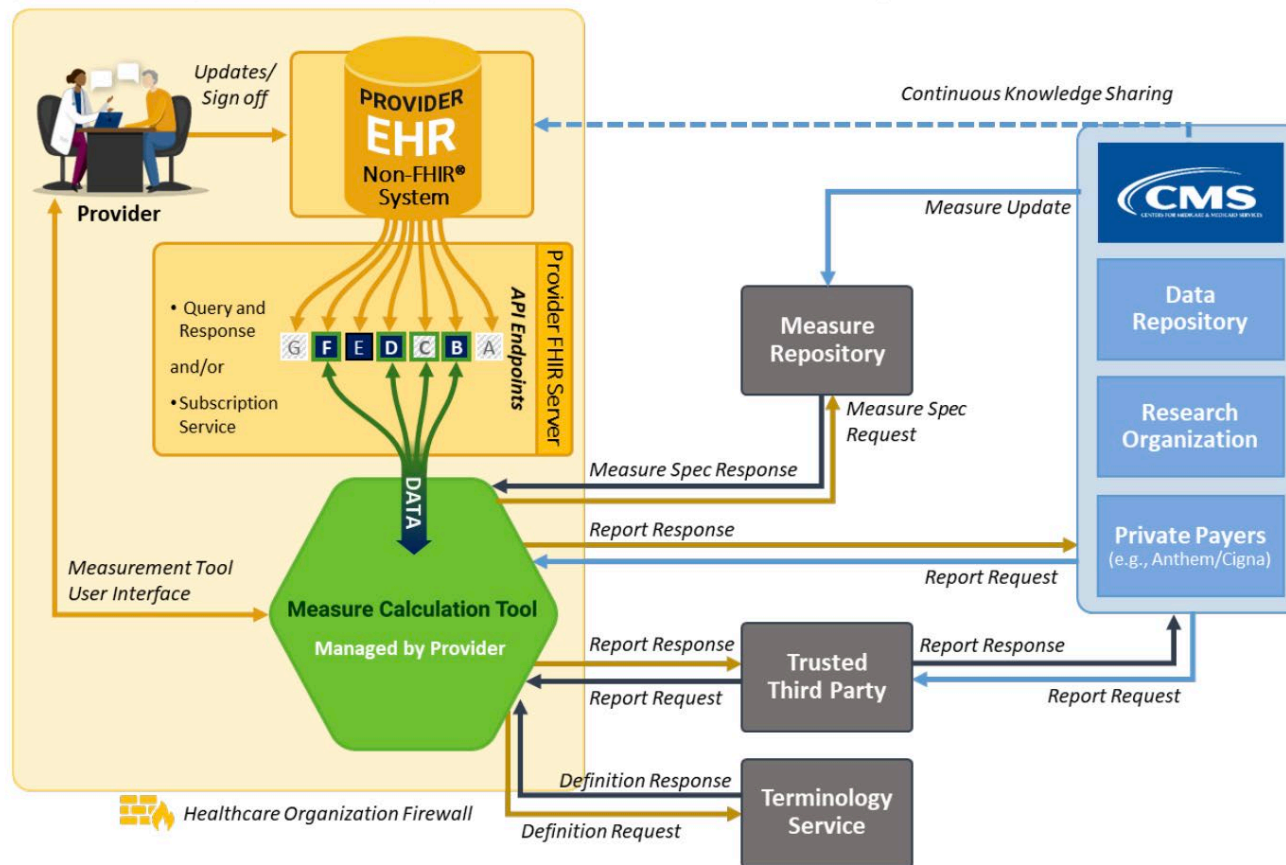 Updates/
Sign off
PROVIDER
EHR
Non-FHIR®
System
Provider
Continuous Knowledge Sharing
CMS
CENTERS FOR MEDICARE & MEDICAID SERVICES
Measure Update
Data
Repository
Research
Organization
Private Payers
(e.g., Anthem/Cigna)
• Query and
Response
and/or
• Subscription
Service
G F E D C B A
API Endpoints
Provider FHIR Server
Measure
Repository
Measure Spec
Request
Measure Spec Response
DATA
Report Response
Report Request
Measurement Tool
User Interface
Measure Calculation Tool
Managed by Provider
Report Response
Report Request
Trusted
Third Party
Report Response
Report Request
Definition Response
Definition Request
Terminology
Service
Healthcare Organization Firewall